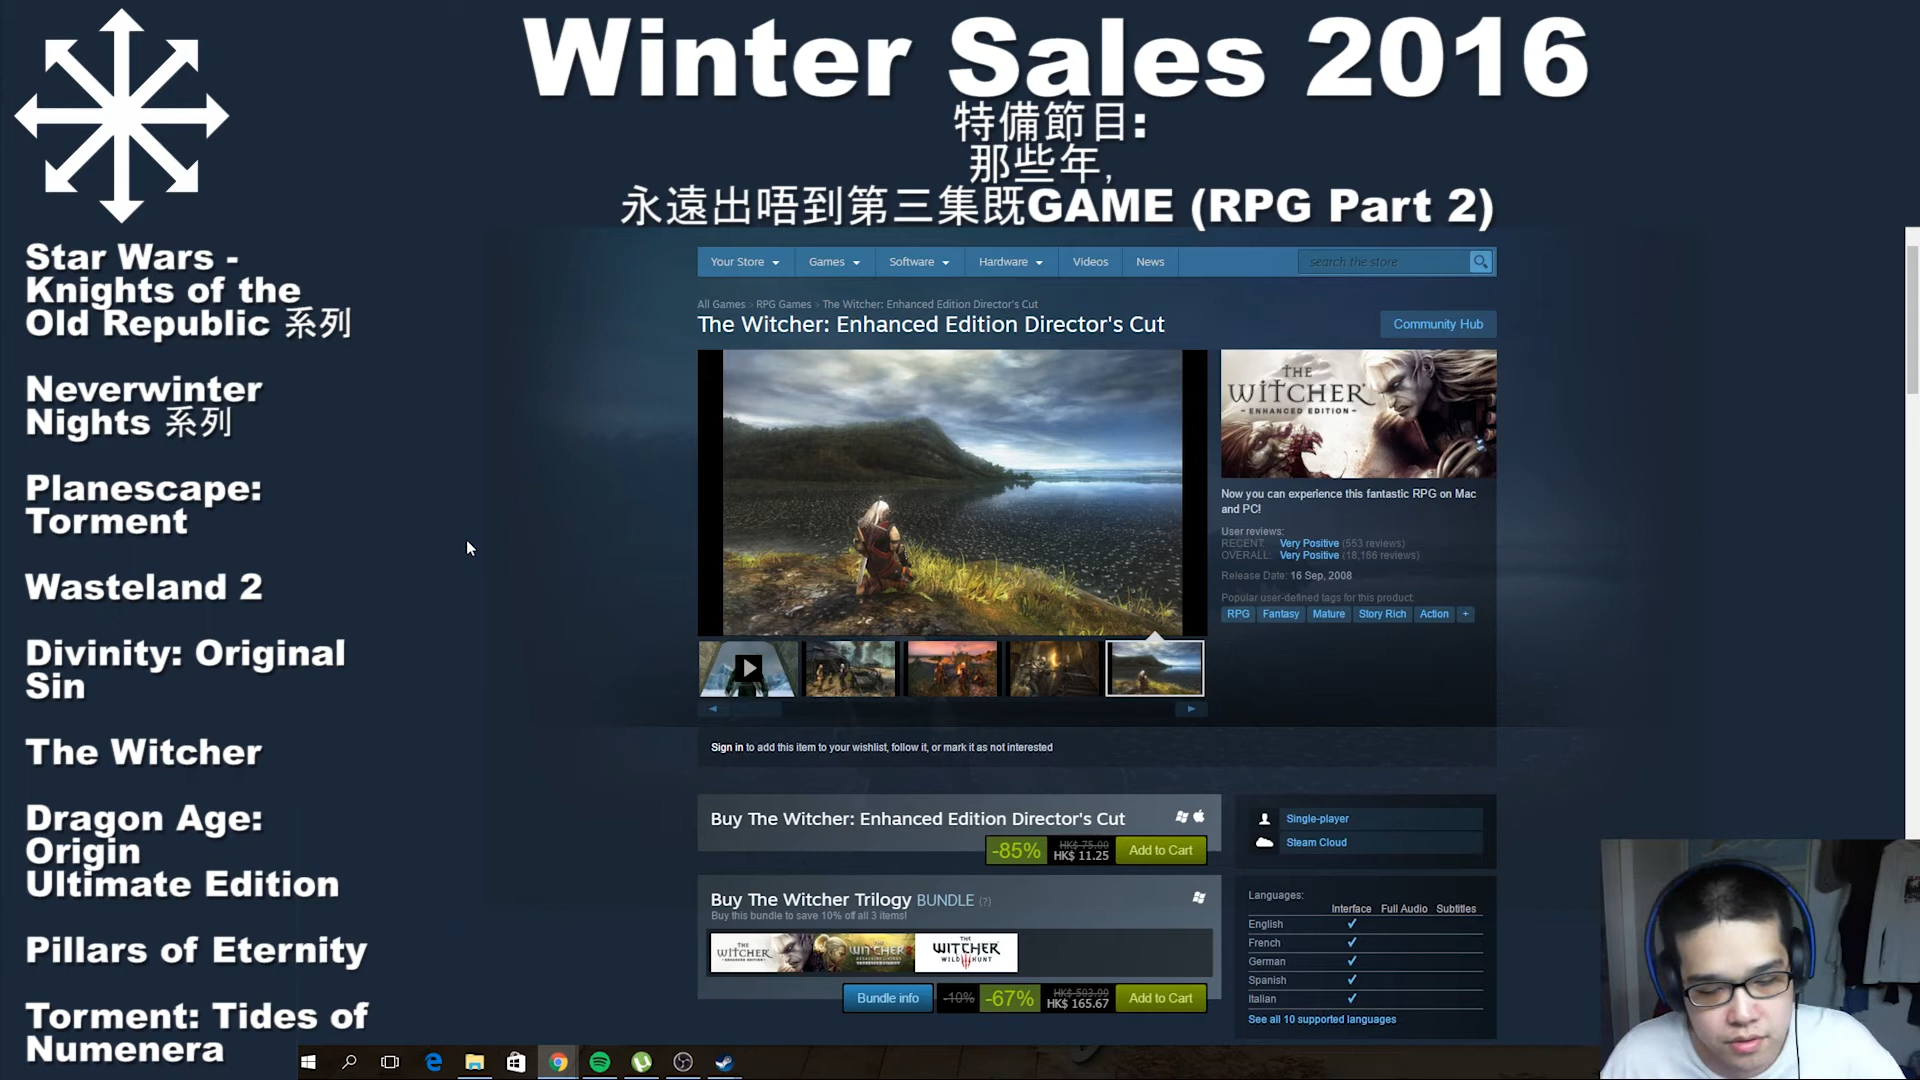 Winter Sales 2016
特備節目:
那些年,
永遠出唔到第三集既GAME (RPG Part 2)
Star Wars -
Knights of the
Old Republic 系列
Neverwinter
Nights 系列
Planescape:
Torment
Wasteland 2
Divinity: Original
Sin
The Witcher
Dragon Age:
Origin
Ultimate Edition
Pillars of Eternity
Torment: Tides of
Numenera
Your Store Games Software Hardware Videos News search the store
All Games > RPG Games > The Witcher: Enhanced Edition Director's Cut
The Witcher: Enhanced Edition Director's Cut
Community Hub
THE
WITCHER
- ENHANCED EDITION -
Now you can experience this fantastic RPG on Mac
and PC!
User reviews:
RECENT: Very Positive (553 reviews)
OVERALL: Very Positive (18,166 reviews)
Release Date: 16 Sep, 2008
Popular user-defined tags for this product:
RPG Fantasy Mature Story Rich Action +
Sign in to add this item to your wishlist, follow it, or mark it as not interested
Buy The Witcher: Enhanced Edition Director's Cut
-85% HK$ 75.00 HK$ 11.25 Add to Cart
Buy The Witcher Trilogy BUNDLE (?)
Buy this bundle to save 10% off all 3 items!
THE
WITCHER
WITCHER
THE
WITCHER
WILD HUNT
Bundle info -10% -67% HK$ 503.99 HK$ 165.67 Add to Cart
Single-player
Steam Cloud
Languages:
Interface Full Audio Subtitles
English
French
German
Spanish
Italian
See all 10 supported languages